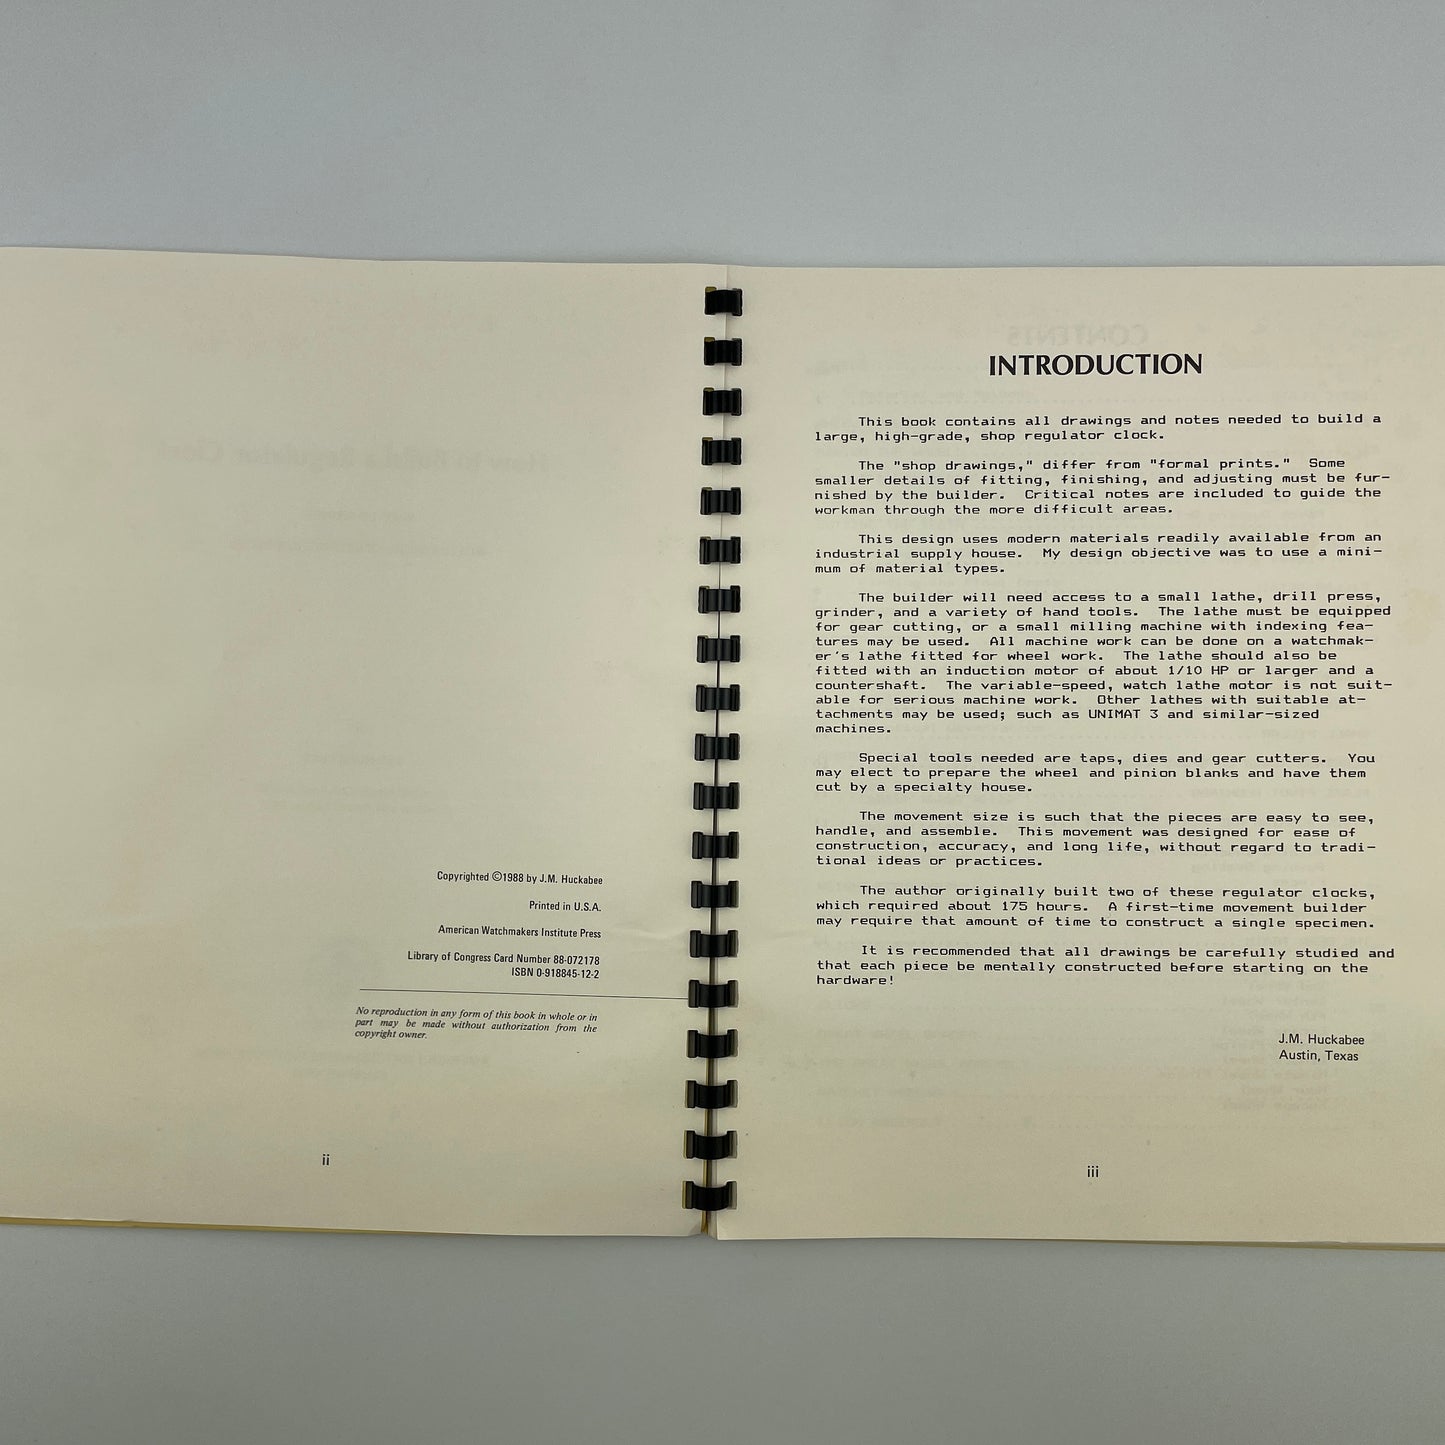 Copyrighted ©1988 by J.M. Huckabee
Printed in U.S.A.
American Watchmakers Institute Press
Library of Congress Card Number 88-072178
ISBN 0-918845-12-2
No reproduction in any form of this book in whole or in
part may be made without authorization from the
copyright owner.
ii
INTRODUCTION
This book contains all drawings and notes needed to build a
large, high-grade, shop regulator clock.
The "shop drawings," differ from "formal prints." Some
smaller details of fitting, finishing, and adjusting must be fur-
nished by the builder. Critical notes are included to guide the
workman through the more difficult areas.
This design uses modern materials readily available from an
industrial supply house. My design objective was to use a mini-
mum of material types.
The builder will need access to a small lathe, drill press,
grinder, and a variety of hand tools. The lathe must be equipped
for gear cutting, or a small milling machine with indexing fea-
tures may be used. All machine work can be done on a watchmak-
er's lathe fitted for wheel work. The lathe should also be
fitted with an induction motor of about 1/10 HP or larger and a
countershaft. The variable-speed, watch lathe motor is not suit-
able for serious machine work. Other lathes with suitable at-
tachments may be used; such as UNIMAT 3 and similar-sized
machines.
Special tools needed are taps, dies and gear cutters. You
may elect to prepare the wheel and pinion blanks and have them
cut by a specialty house.
The movement size is such that the pieces are easy to see,
handle, and assemble. This movement was designed for ease of
construction, accuracy, and long life, without regard to tradi-
tional ideas or practices.
The author originally built two of these regulator clocks,
which required about 175 hours. A first-time movement builder
may require that amount of time to construct a single specimen.
It is recommended that all drawings be carefully studied and
that each piece be mentally constructed before starting on the
hardware!
J.M. Huckabee
Austin, Texas
iii